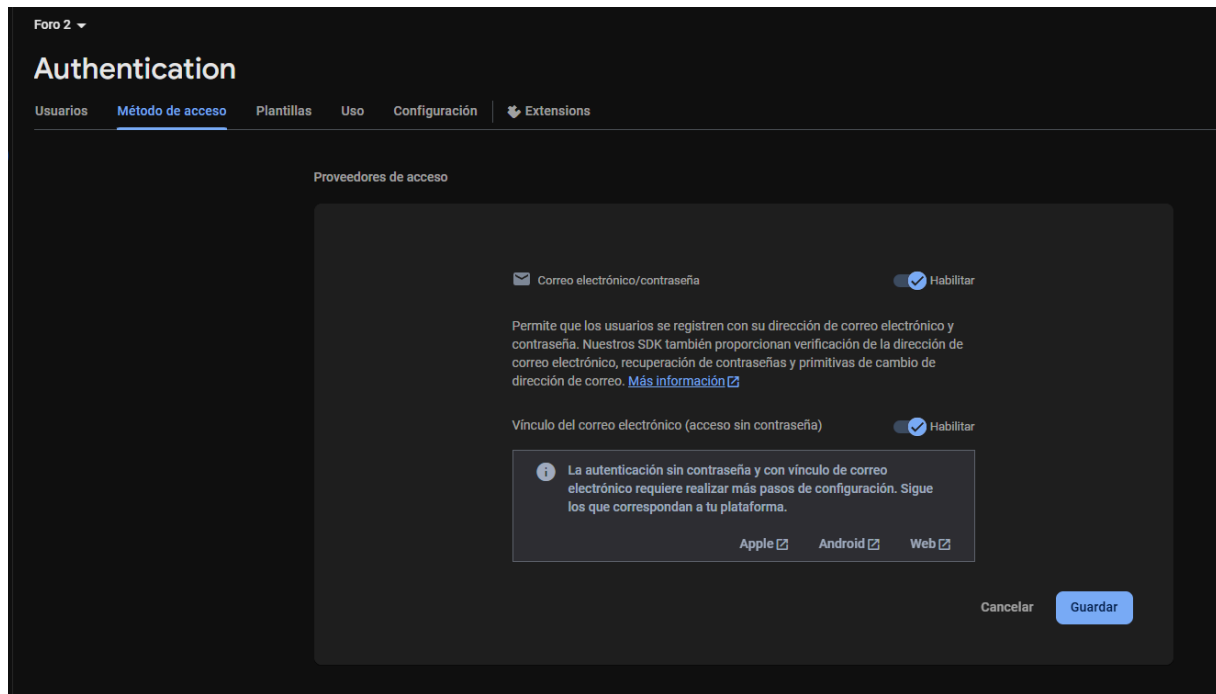 Foro 2
Authentication
Usuarios Método de acceso Plantillas Uso Configuración Extensions
Proveedores de acceso
Correo electrónico/contraseña Habilitar
Permite que los usuarios se registren con su dirección de correo electrónico y
contraseña. Nuestros SDK también proporcionan verificación de la dirección de
correo electrónico, recuperación de contraseñas y primitivas de cambio de
dirección de correo. Más información
Vínculo del correo electrónico (acceso sin contraseña) Habilitar
La autenticación sin contraseña y con vínculo de correo
electrónico requiere realizar más pasos de configuración. Sigue
los que correspondan a tu plataforma.
Apple Android Web
Cancelar Guardar